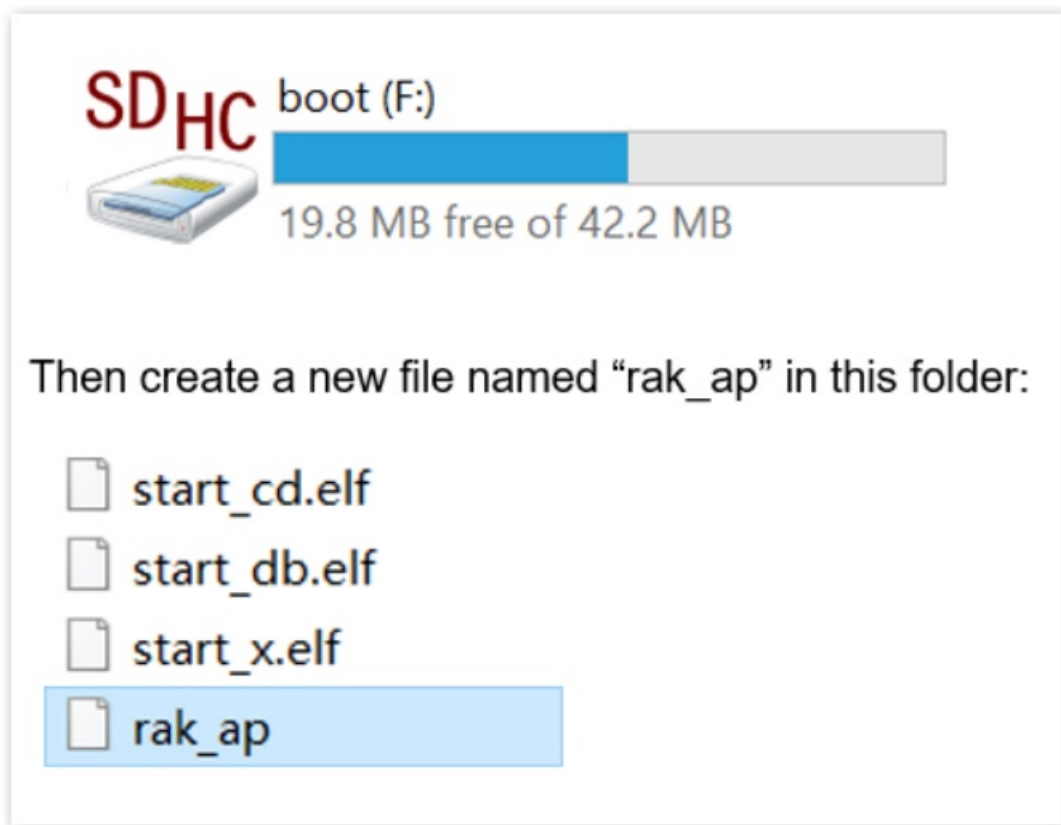 SDHC
boot (F:)
19.8 MB free of 42.2 MB
Then create a new file named “rak_ap” in this folder:
start_cd.elf
start_db.elf
start_x.elf
rak_ap